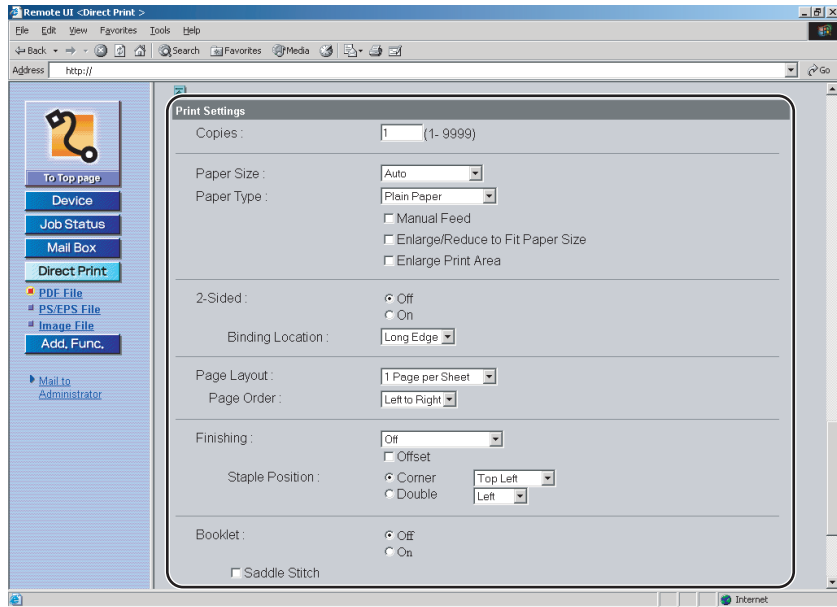 Remote UI <Direct Print >
File Edit View Favorites Tools Help
Back Search Favorites Media
Address http:// Go
To Top page
Device
Job Status
Mail Box
Direct Print
PDF File
PS/EPS File
Image File
Add. Func.
Mail to
Administrator
Print Settings
Copies : 1 (1- 9999)
Paper Size : Auto
Paper Type : Plain Paper
Manual Feed
Enlarge/Reduce to Fit Paper Size
Enlarge Print Area
2-Sided : Off
On
Binding Location : Long Edge
Page Layout : 1 Page per Sheet
Page Order : Left to Right
Finishing : Off
Offset
Staple Position : Corner Top Left
Double Left
Booklet : Off
On
Saddle Stitch
Internet